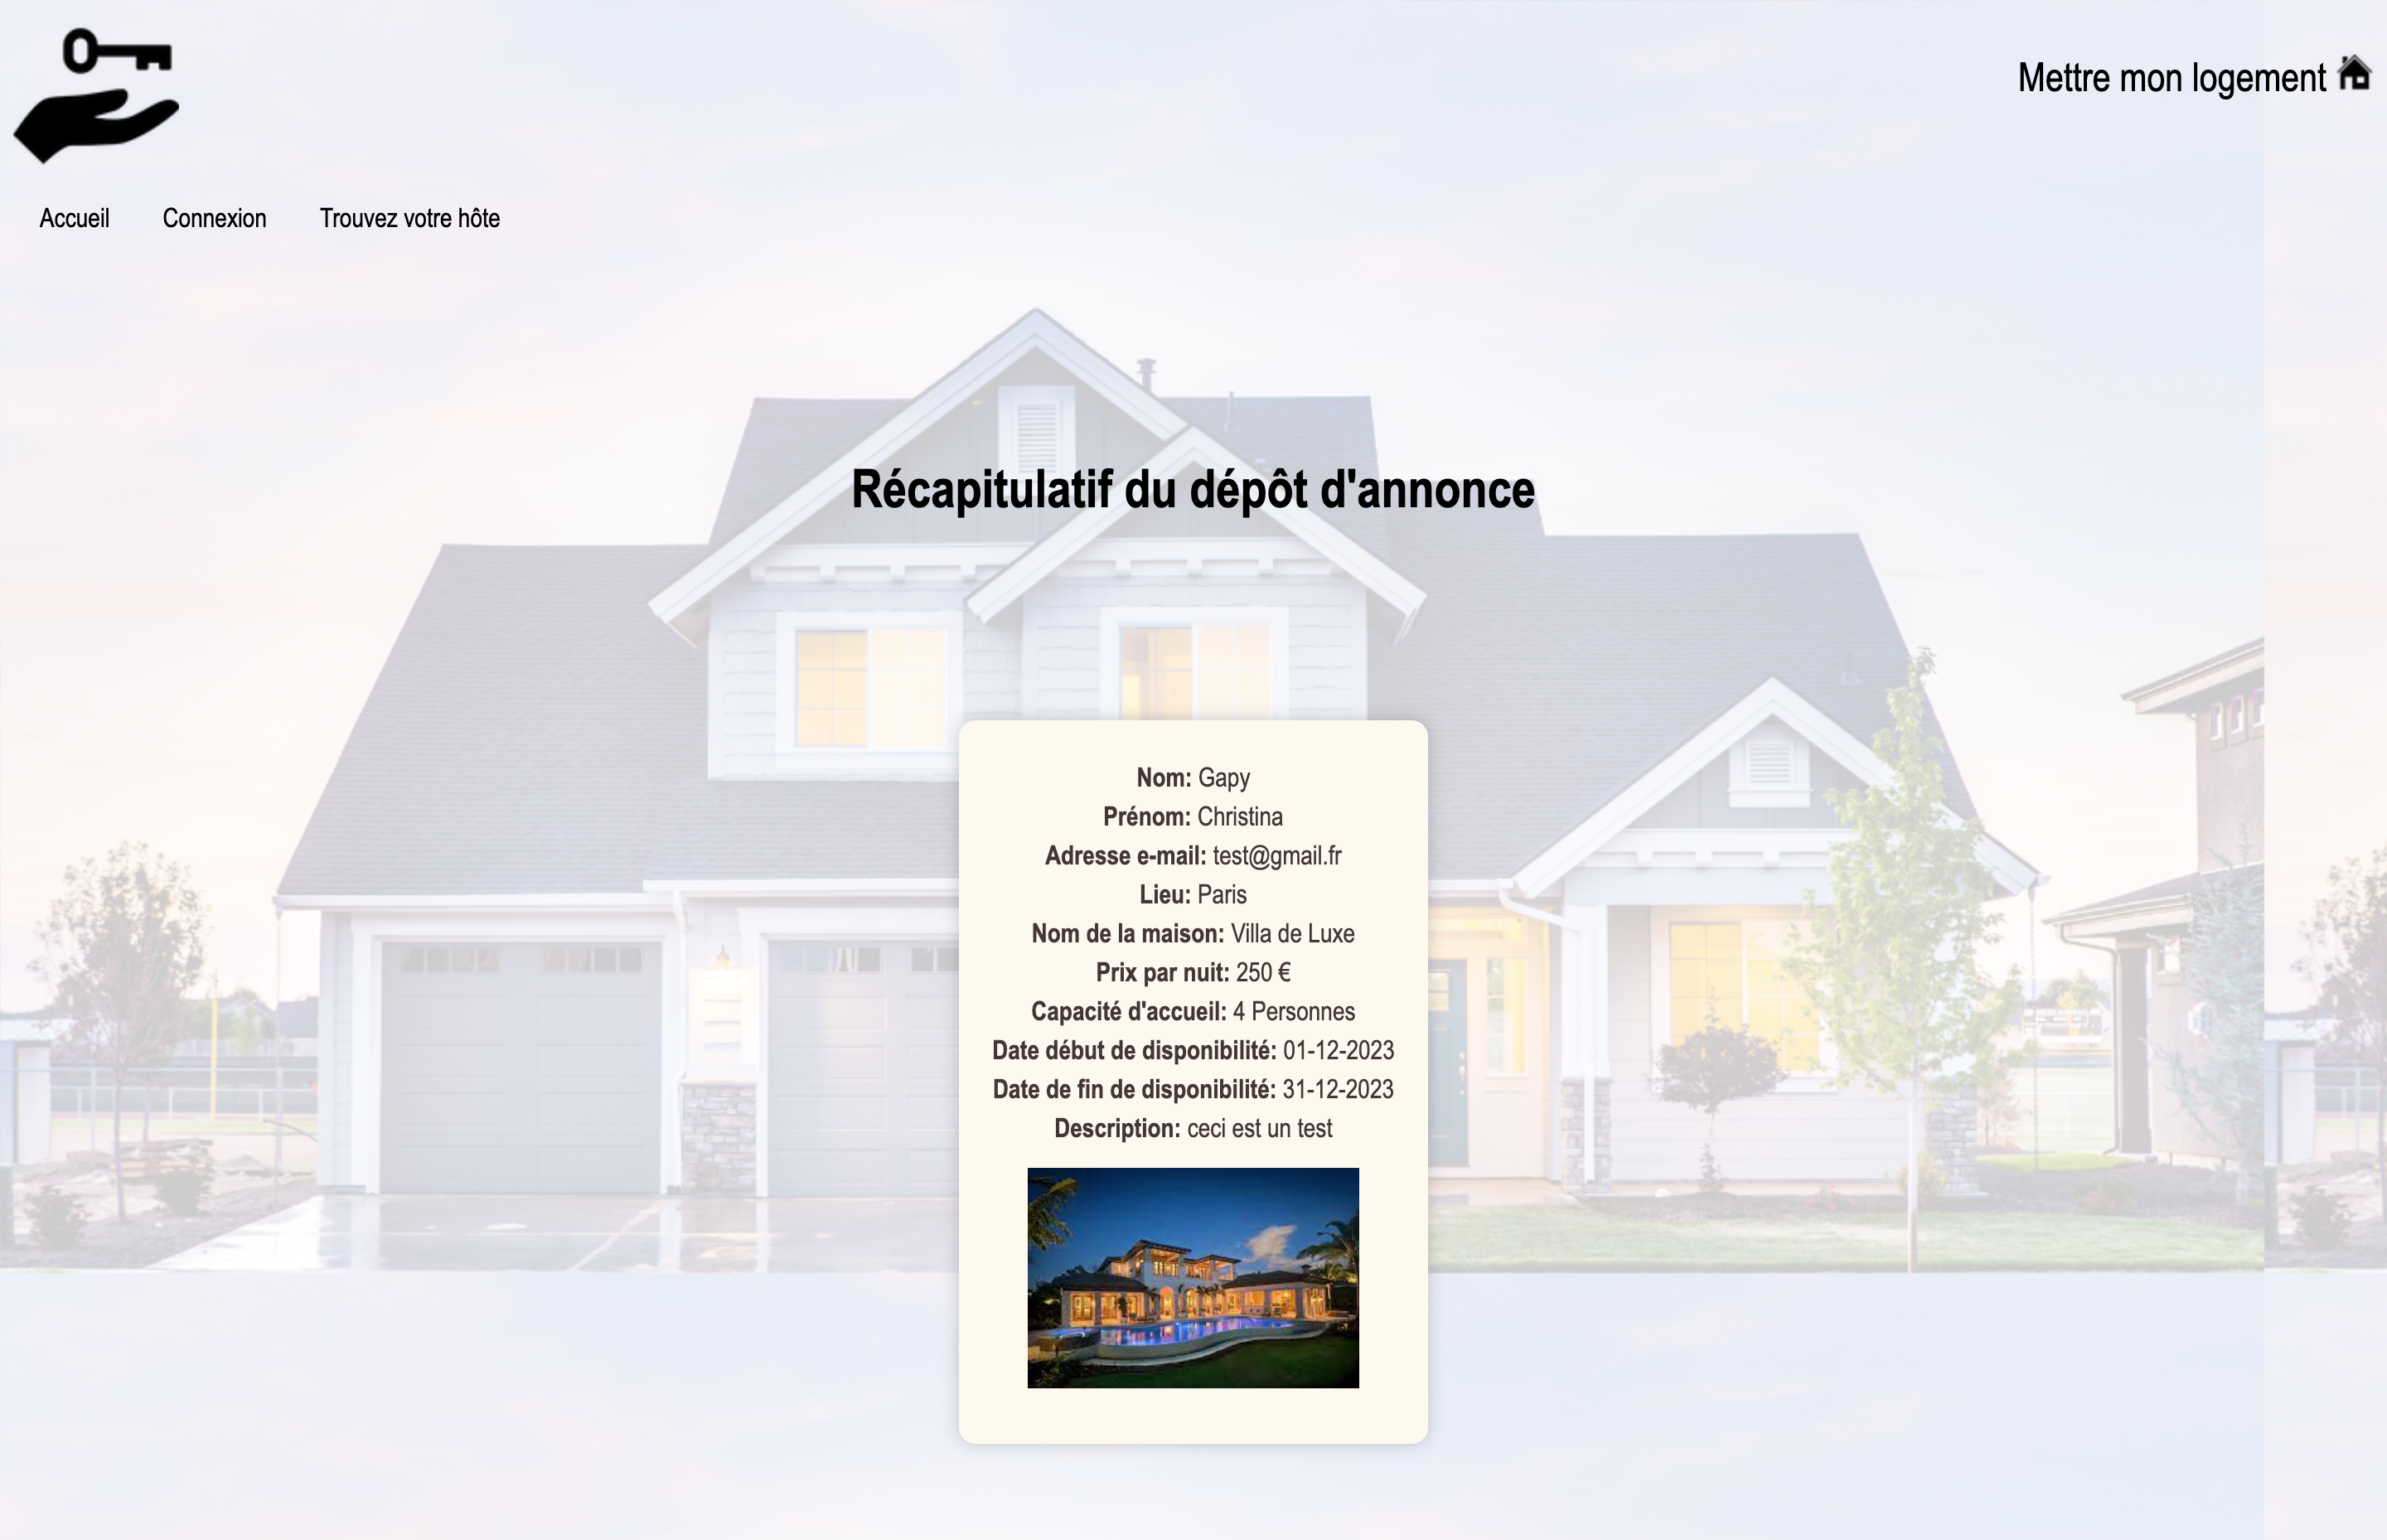 Mettre mon logement
Accueil
Connexion
Trouvez votre hôte
Récapitulatif du dépôt d'annonce
Nom: Gapy
Prénom: Christina
Adresse e-mail: test@gmail.fr
Lieu: Paris
Nom de la maison: Villa de Luxe
Prix par nuit: 250 €
Capacité d'accueil: 4 Personnes
Date début de disponibilité: 01-12-2023
Date de fin de disponibilité: 31-12-2023
Description: ceci est un test